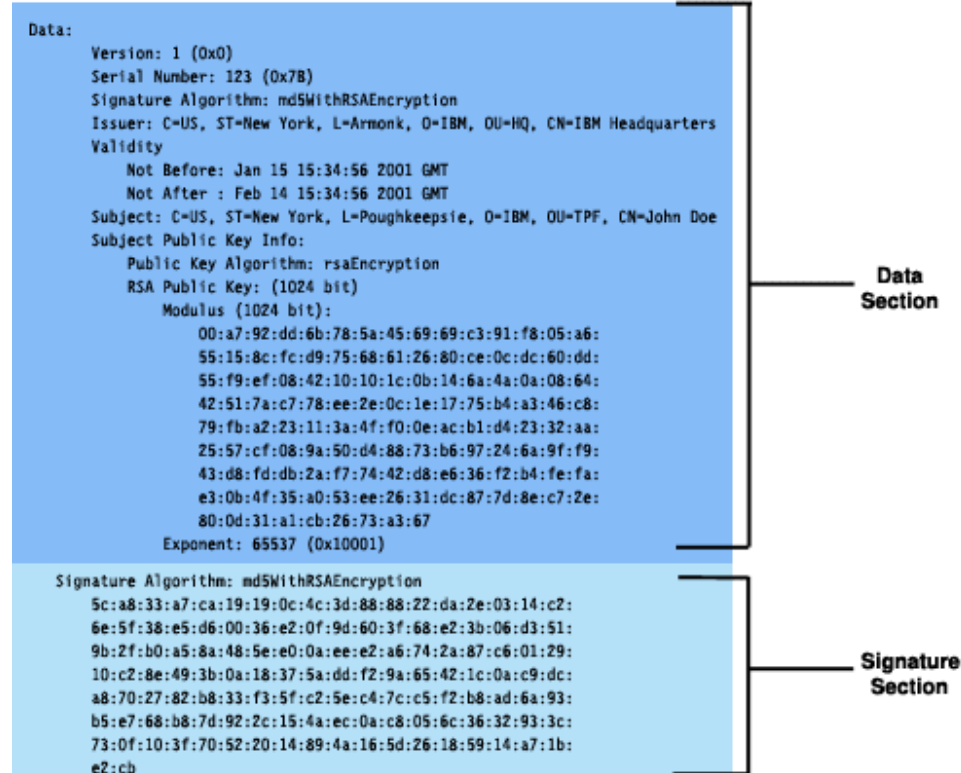 Data:
Version: 1 (0x0)
Serial Number: 123 (0x7B)
Signature Algorithm: md5WithRSAEncryption
Issuer: C=US, ST=New York, L=Armonk, O=IBM, OU=HQ, CN=IBM Headquarters
Validity
Not Before: Jan 15 15:34:56 2001 GMT
Not After : Feb 14 15:34:56 2001 GMT
Subject: C=US, ST=New York, L=Poughkeepsie, O=IBM, OU=TPF, CN=John Doe
Subject Public Key Info:
Public Key Algorithm: rsaEncryption
RSA Public Key: (1024 bit)
Modulus (1024 bit):
00:a7:92:dd:6b:78:5a:45:69:69:c3:91:f8:05:a6:
55:15:8c:fc:d9:75:68:61:26:80:ce:0c:dc:60:dd:
55:f9:ef:08:42:10:10:1c:0b:14:6a:4a:0a:08:64:
42:51:7a:c7:78:ee:2e:0c:1e:17:75:b4:a3:46:c8:
79:fb:a2:23:11:3a:4f:f0:0e:ac:b1:d4:23:32:aa:
25:57:cf:08:9a:50:d4:88:73:b6:97:24:6a:9f:f9:
43:d8:fd:db:2a:f7:74:42:d8:e6:36:f2:b4:fe:fa:
e3:0b:4f:35:a0:53:ee:26:31:dc:87:7d:8e:c7:2e:
80:0d:31:a1:cb:26:73:a3:67
Exponent: 65537 (0x10001)
Data
Section
Signature Algorithm: md5WithRSAEncryption
5c:a8:33:a7:ca:19:19:0c:4c:3d:88:88:22:da:2e:03:14:c2:
6e:5f:38:e5:d6:00:36:e2:0f:9d:60:3f:68:e2:3b:06:d3:51:
9b:2f:b0:a5:8a:48:5e:e0:0a:ee:e2:a6:74:2a:87:c6:01:29:
10:c2:8e:49:3b:0a:18:37:5a:dd:f2:9a:65:42:1c:0a:c9:dc:
a8:70:27:82:b8:33:f3:5f:c2:5e:c4:7c:c5:f2:b8:ad:6a:93:
b5:e7:68:b8:7d:92:2c:15:4a:ec:0a:c8:05:6c:36:32:93:3c:
73:0f:10:3f:70:52:20:14:89:4a:16:5d:26:18:59:14:a7:1b:
e2:cb
Signature
Section